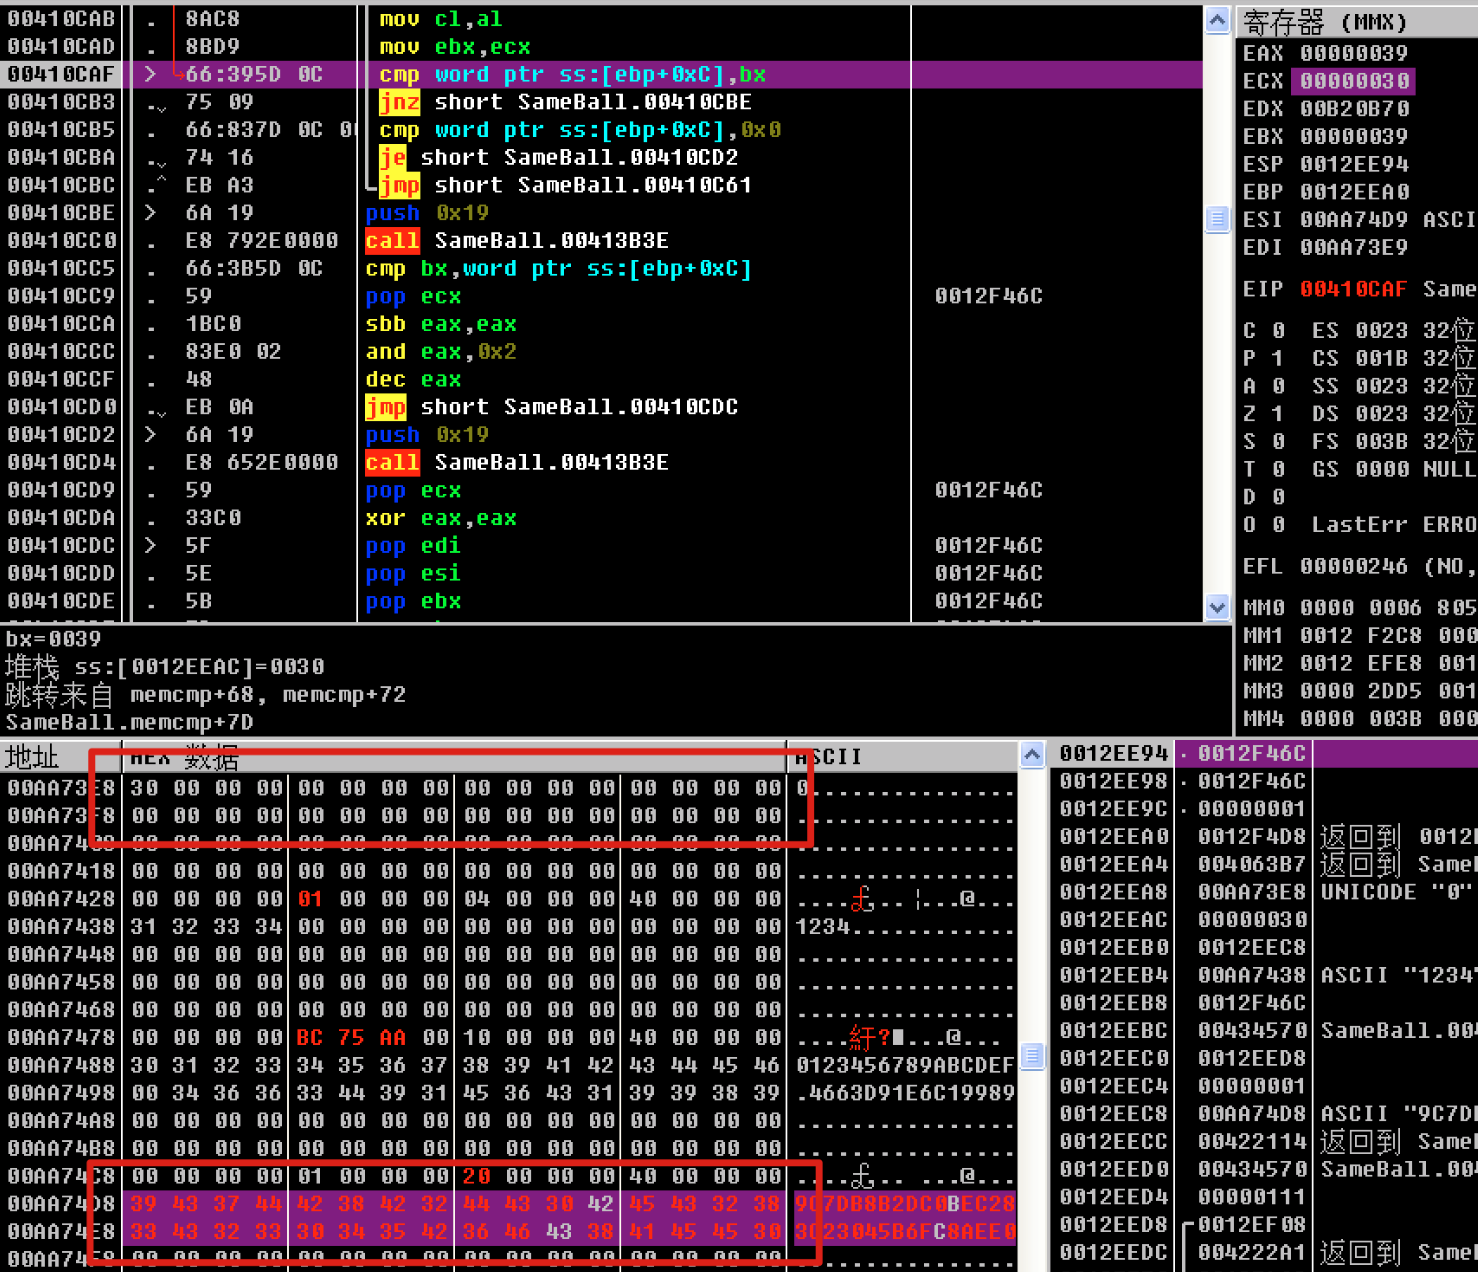 00410CAB . 8AC8 mov cl,al
00410CAD . 8BD9 mov ebx,ecx
00410CAF > 66:395D 0C cmp word ptr ss:[ebp+0xC],bx
00410CB3 . 75 09 jnz short SameBall.00410CBE
00410CB5 . 66:837D 0C 0 cmp word ptr ss:[ebp+0xC],0x0
00410CBA . 74 16 je short SameBall.00410CD2
00410CBC .^ EB A3 jmp short SameBall.00410C61
00410CBE > 6A 19 push 0x19
00410CC0 . E8 792E0000 call SameBall.00413B3E
00410CC5 . 66:3B5D 0C cmp bx,word ptr ss:[ebp+0xC]
00410CC9 . 59 pop ecx 0012F46C
00410CCA . 1BC0 sbb eax,eax
00410CCC . 83E0 02 and eax,0x2
00410CCF . 48 dec eax
00410CD0 . EB 0A jmp short SameBall.00410CDC
00410CD2 > 6A 19 push 0x19
00410CD4 . E8 652E0000 call SameBall.00413B3E
00410CD9 . 59 pop ecx 0012F46C
00410CDA . 33C0 xor eax,eax
00410CDC > 5F pop edi 0012F46C
00410CDD . 5E pop esi 0012F46C
00410CDE . 5B pop ebx 0012F46C
寄存器 (MMX)
EAX 00000039
ECX 00000030
EDX 00B20B70
EBX 00000039
ESP 0012EE94
EBP 0012EEA0
ESI 00AA74D9 ASCI
EDI 00AA73E9
EIP 00410CAF Same
C 0 ES 0023 32位
P 1 CS 001B 32位
A 0 SS 0023 32位
Z 1 DS 0023 32位
S 0 FS 003B 32位
T 0 GS 0000 NULL
D 0
O 0 LastErr ERRO
EFL 00000246 (NO,
MM0 0000 0006 805
MM1 0012 F2C8 000
MM2 0012 EFE8 001
MM3 0000 2DD5 001
MM4 0000 003B 000
bx=0039
堆栈 ss:[0012EEAC]=0030
跳转来自 memcmp+68, memcmp+72
SameBall.memcmp+7D
地址 HEX 数据 ASCII
00AA73E8 30 00 00 00 00 00 00 00 00 00 00 00 00 00 00 00 0...............
00AA73F8 00 00 00 00 00 00 00 00 00 00 00 00 00 00 00 00 ................
00AA7408 00 00 00 00 00 00 00 00 00 00 00 00 00 00 00 00 ................
00AA7418 00 00 00 00 00 00 00 00 00 00 00 00 00 00 00 00 ................
00AA7428 00 00 00 00 01 00 00 00 04 00 00 00 40 00 00 00 ....£...¦...@...
00AA7438 31 32 33 34 00 00 00 00 00 00 00 00 00 00 00 00 1234............
00AA7448 00 00 00 00 00 00 00 00 00 00 00 00 00 00 00 00 ................
00AA7458 00 00 00 00 00 00 00 00 00 00 00 00 00 00 00 00 ................
00AA7468 00 00 00 00 00 00 00 00 00 00 00 00 00 00 00 00 ................
00AA7478 00 00 00 00 BC 75 AA 00 10 00 00 00 40 00 00 00 ....紆?■...@...
00AA7488 30 31 32 33 34 35 36 37 38 39 41 42 43 44 45 46 0123456789ABCDEF
00AA7498 00 34 36 36 33 44 39 31 45 36 43 31 39 39 38 39 .4663D91E6C19989
00AA74A8 00 00 00 00 00 00 00 00 00 00 00 00 00 00 00 00 ................
00AA74B8 00 00 00 00 00 00 00 00 00 00 00 00 00 00 00 00 ................
00AA74C8 00 00 00 00 01 00 00 00 20 00 00 00 40 00 00 00 ....£... ...@...
00AA74D8 39 43 37 44 42 38 42 32 44 43 30 42 45 43 32 38 9C7DB8B2DC0BEC28
00AA74E8 33 43 32 33 30 34 35 42 36 46 43 38 41 45 45 30 3C23045B6FC8AEE0
00AA74F8 00 00 00 00 00 00 00 00 00 00 00 00 00 00 00 00 ................
0012EE94 . 0012F46C
0012EE98 . 0012F46C
0012EE9C . 00000001
0012EEA0 0012F4D8 返回到 0012
0012EEA4 004063B7 返回到 Same
0012EEA8 00AA73E8 UNICODE "0"
0012EEAC 00000030
0012EEB0 0012EEC8
0012EEB4 00AA7438 ASCII "1234"
0012EEB8 0012F46C
0012EEBC 00434570 SameBall.00
0012EEC0 0012EED8
0012EEC4 00000001
0012EEC8 00AA74D8 ASCII "9C7D
0012EECC 00422114 返回到 Same
0012EED0 00434570 SameBall.00
0012EED4 00000111
0012EED8 0012EF08
0012EEDC 004222A1 返回到 Same